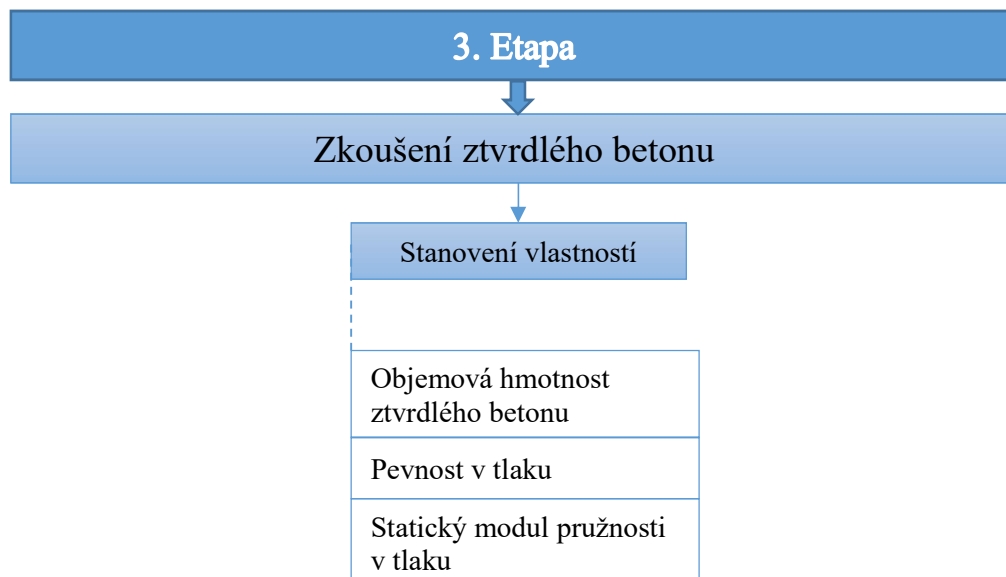 3. Etapa
Zkoušení ztvrdlého betonu
Stanovení vlastností
Objemová hmotnost
ztvrdlého betonu
Pevnost v tlaku
Statický modul pružnosti
v tlaku